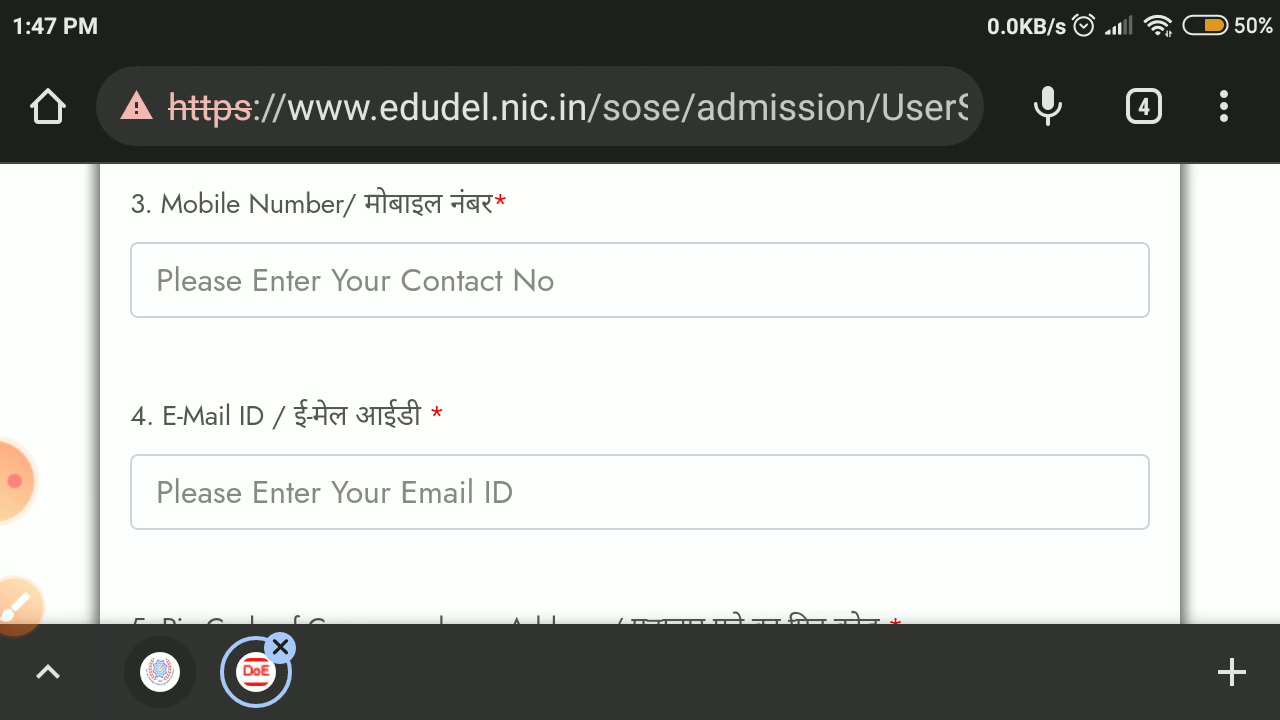 1:47 PM
0.0KB/s 50%
https://www.edudel.nic.in/sose/admission/UserS
4
3. Mobile Number/ मोबाइल नंबर*
Please Enter Your Contact No
4. E-Mail ID / ई-मेल आईडी *
Please Enter Your Email ID
DoE